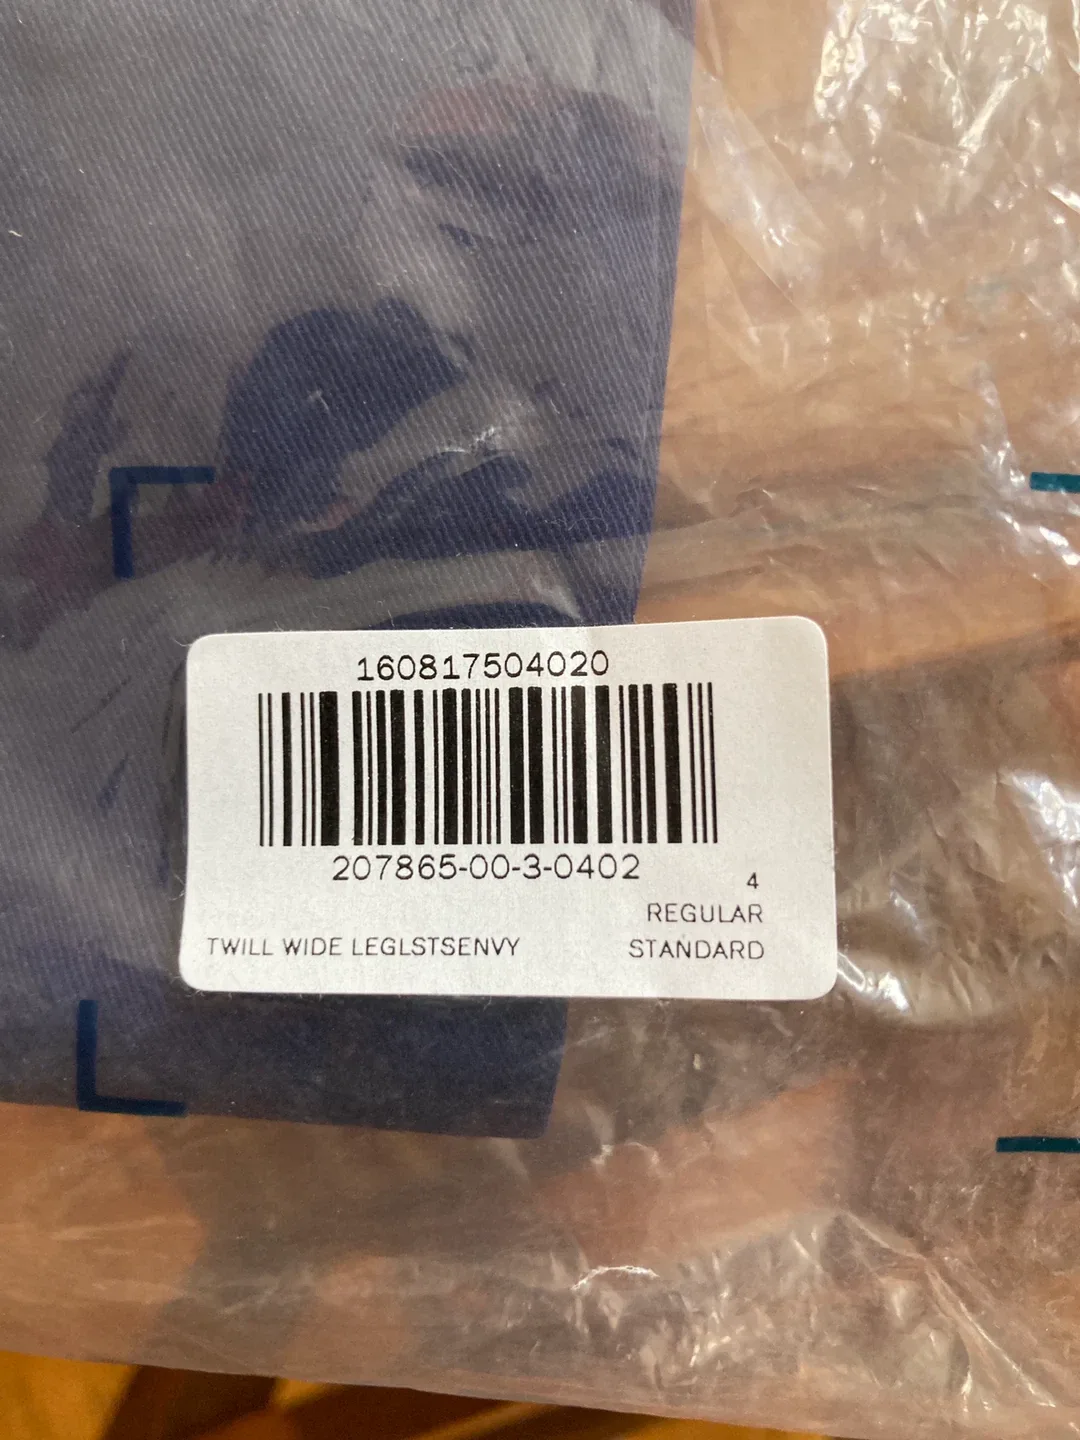 160817504020
207865-00-3-0402
4
REGULAR
TWILL WIDE LEGLSTSENVY STANDARD